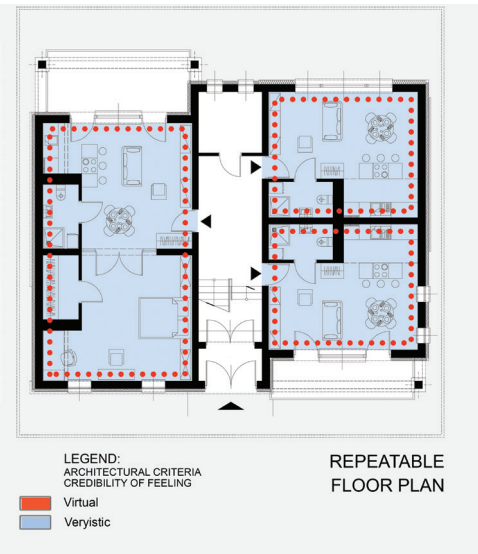 LEGEND:
ARCHITECTURAL CRITERIA
CREDIBILITY OF FEELING
Virtual
Veryistic
REPEATABLE
FLOOR PLAN